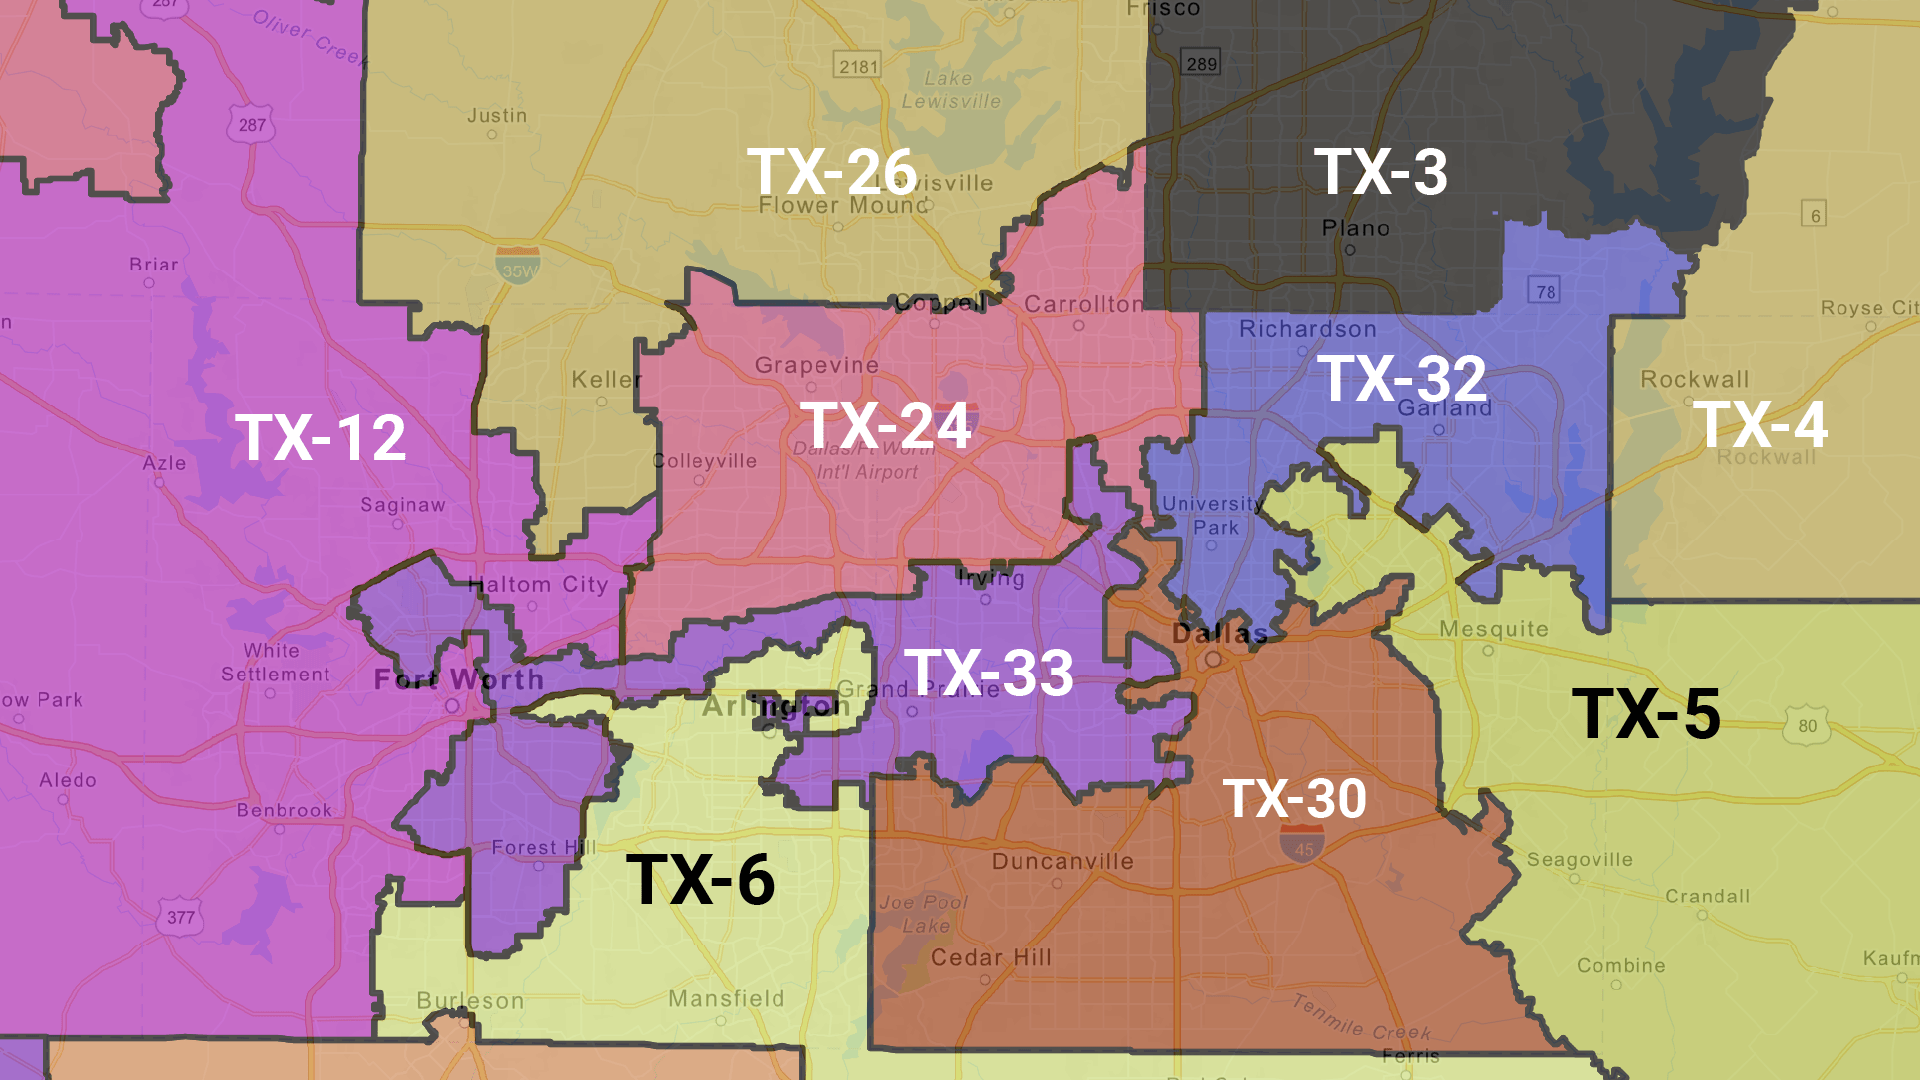 287
Oliver Creek
Frisco
2181
289
Lake
Lewisville
Justin
287
TX-26
Lewisville
Flower Mound
TX-3
6
Plano
Briar
35W
78
Coppell
Carrollton
Royse Cit
n
Richardson
Grapevine
TX-32
Keller
Rockwall
Garland
TX-12
TX-24
TX-4
Dallas/Ft Worth
Int'l Airport
Rockwall
Azle
Colleyville
Saginaw
University
Park
Haltom City
Irving
Dallas
Mesquite
White
Settlement
Fort Worth
TX-33
Grand Prairie
ow Park
Arlington
TX-5
80
Aledo
TX-30
Benbrook
Forest Hill
45
Duncanville
Seagoville
TX-6
Crandall
377
Joe Pool
Lake
Cedar Hill
Combine
Kaufm
Burleson
Mansfield
Tenmile Creek
Ferris